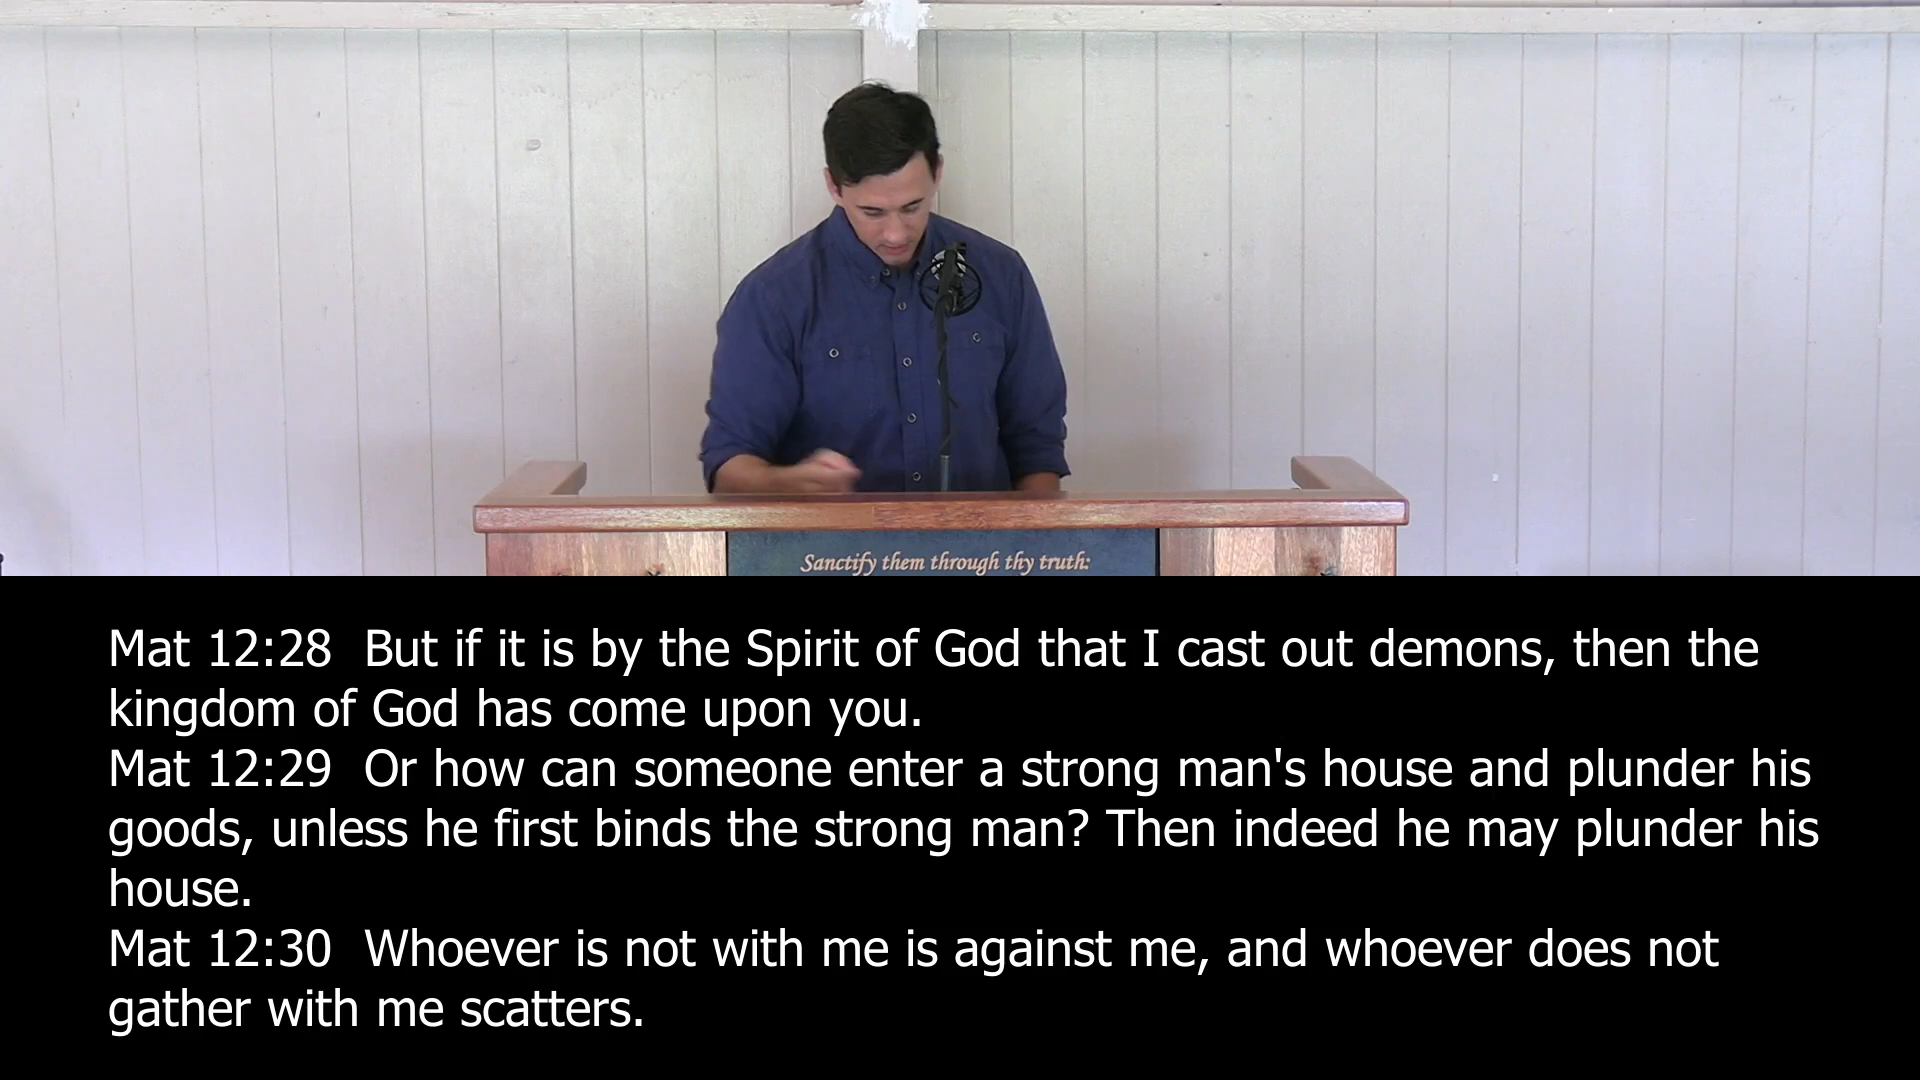 Sanctify them through thy truth:
Mat 12:28  But if it is by the Spirit of God that I cast out demons, then the
kingdom of God has come upon you.
Mat 12:29  Or how can someone enter a strong man's house and plunder his
goods, unless he first binds the strong man? Then indeed he may plunder his
house.
Mat 12:30  Whoever is not with me is against me, and whoever does not
gather with me scatters.